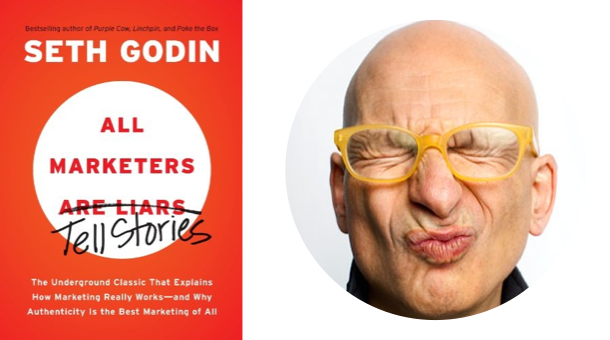 Bestselling author of Purple Cow, Linchpin, and Poke the Box
SETH GODIN
ALL
MARKETERS
ARE LIARS
Tell Stories
The Underground Classic That Explains
How Marketing Really Works—and Why
Authenticity Is the Best Marketing of All